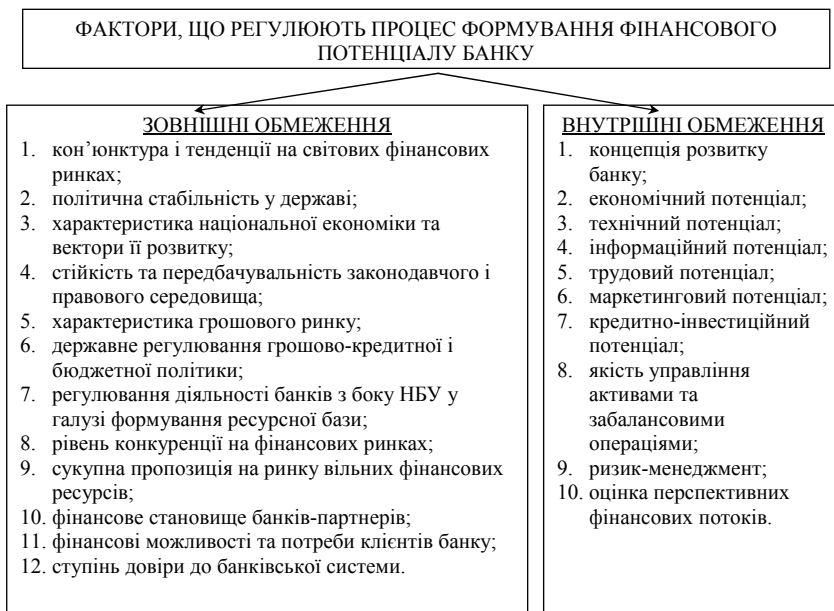 ФАКТОРИ, ЩО РЕГУЛЮЮТЬ ПРОЦЕС ФОРМУВАННЯ ФІНАНСОВОГО
ПОТЕНЦІАЛУ БАНКУ
ЗОВНІШНІ ОБМЕЖЕННЯ
1. кон’юнктура і тенденції на світових фінансових
ринках;
2. політична стабільність у державі;
3. характеристика національної економіки та
вектори її розвитку;
4. стійкість та передбачувальність законодавчого і
правового середовища;
5. характеристика грошового ринку;
6. державне регулювання грошово-кредитної і
бюджетної політики;
7. регулювання діяльності банків з боку НБУ у
галузі формування ресурсної бази;
8. рівень конкуренції на фінансових ринках;
9. сукупна пропозиція на ринку вільних фінансових
ресурсів;
10. фінансове становище банків-партнерів;
11. фінансові можливості та потреби клієнтів банку;
12. ступінь довіри до банківської системи.
ВНУТРІШНІ ОБМЕЖЕННЯ
1. концепція розвитку
банку;
2. економічний потенціал;
3. технічний потенціал;
4. інформаційний потенціал;
5. трудовий потенціал;
6. маркетинговий потенціал;
7. кредитно-інвестиційний
потенціал;
8. якість управління
активами та
забалансовими
операціями;
9. ризик-менеджмент;
10. оцінка перспективних
фінансових потоків.